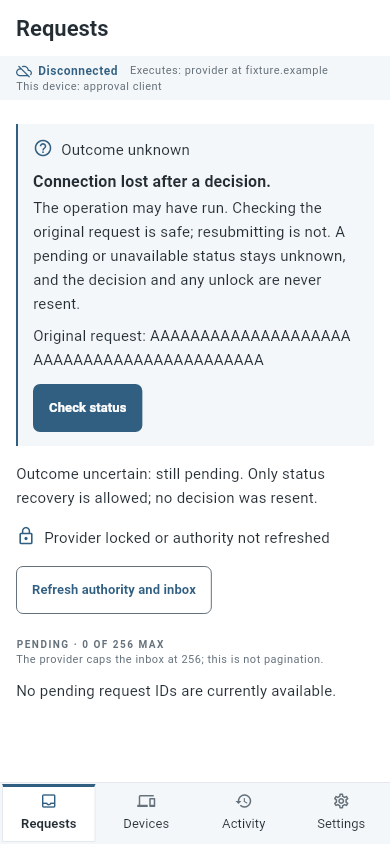 Requests
Disconnected Executes: provider at fixture.example
This device: approval client
Outcome unknown
Connection lost after a decision.
The operation may have run. Checking the
original request is safe; resubmitting is not. A
pending or unavailable status stays unknown,
and the decision and any unlock are never
resent.
Original request: AAAAAAAAAAAAAAAAAAAA
AAAAAAAAAAAAAAAAAAAAAAA
Check status
Outcome uncertain: still pending. Only status
recovery is allowed; no decision was resent.
Provider locked or authority not refreshed
Refresh authority and inbox
PENDING · 0 OF 256 MAX
The provider caps the inbox at 256; this is not pagination.
No pending request IDs are currently available.
Requests Devices Activity Settings